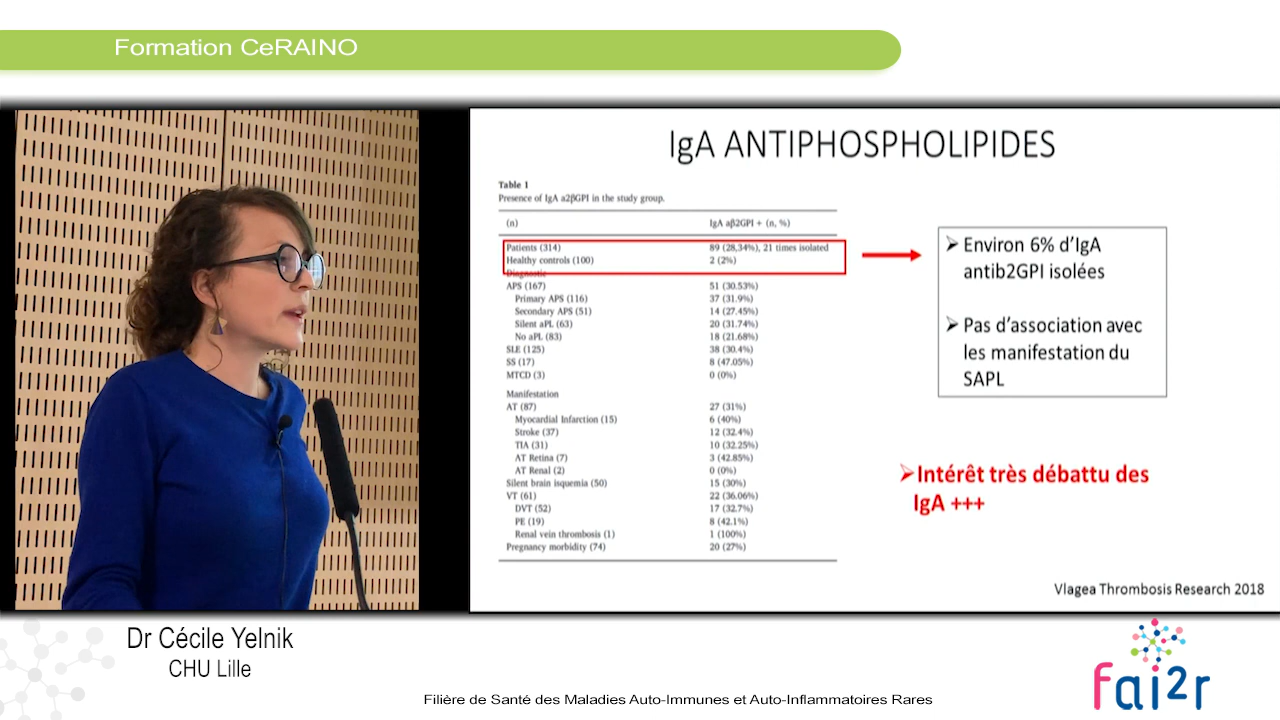 Formation CeRAINO
IgA ANTIPHOSPHOLIPIDES
Table 1
Presence of IgA a2βGPI in the study group.
(n) IgA aβ2GPI + (n, %)
Patients (314) 89 (28,34%), 21 times isolated
Healthy controls (100) 2 (2%)
Diagnostic
APS (167) 51 (30.53%)
Primary APS (116) 37 (31.9%)
Secondary APS (51) 14 (27.45%)
Silent aPL (63) 20 (31.74%)
No aPL (83) 18 (21.68%)
SLE (125) 38 (30.4%)
SS (17) 8 (47.05%)
MTCD (3) 0 (0%)
Manifestation
AT (87) 27 (31%)
Myocardial Infarction (15) 6 (40%)
Stroke (37) 12 (32.4%)
TIA (31) 10 (32.25%)
AT Retina (7) 3 (42.85%)
AT Renal (2) 0 (0%)
Silent brain isquemia (50) 15 (30%)
VT (61) 22 (36.06%)
DVT (52) 17 (32.7%)
PE (19) 8 (42.1%)
Renal vein thrombosis (1) 1 (100%)
Pregnancy morbidity (74) 20 (27%)
➢ Environ 6% d'IgA
antib2GPI isolées
➢ Pas d'association avec
les manifestation du
SAPL
➢Intérêt très débattu des
IgA +++
Vlagea Thrombosis Research 2018
Dr Cécile Yelnik
CHU Lille
Filière de Santé des Maladies Auto-Immunes et Auto-Inflammatoires Rares
fai2r